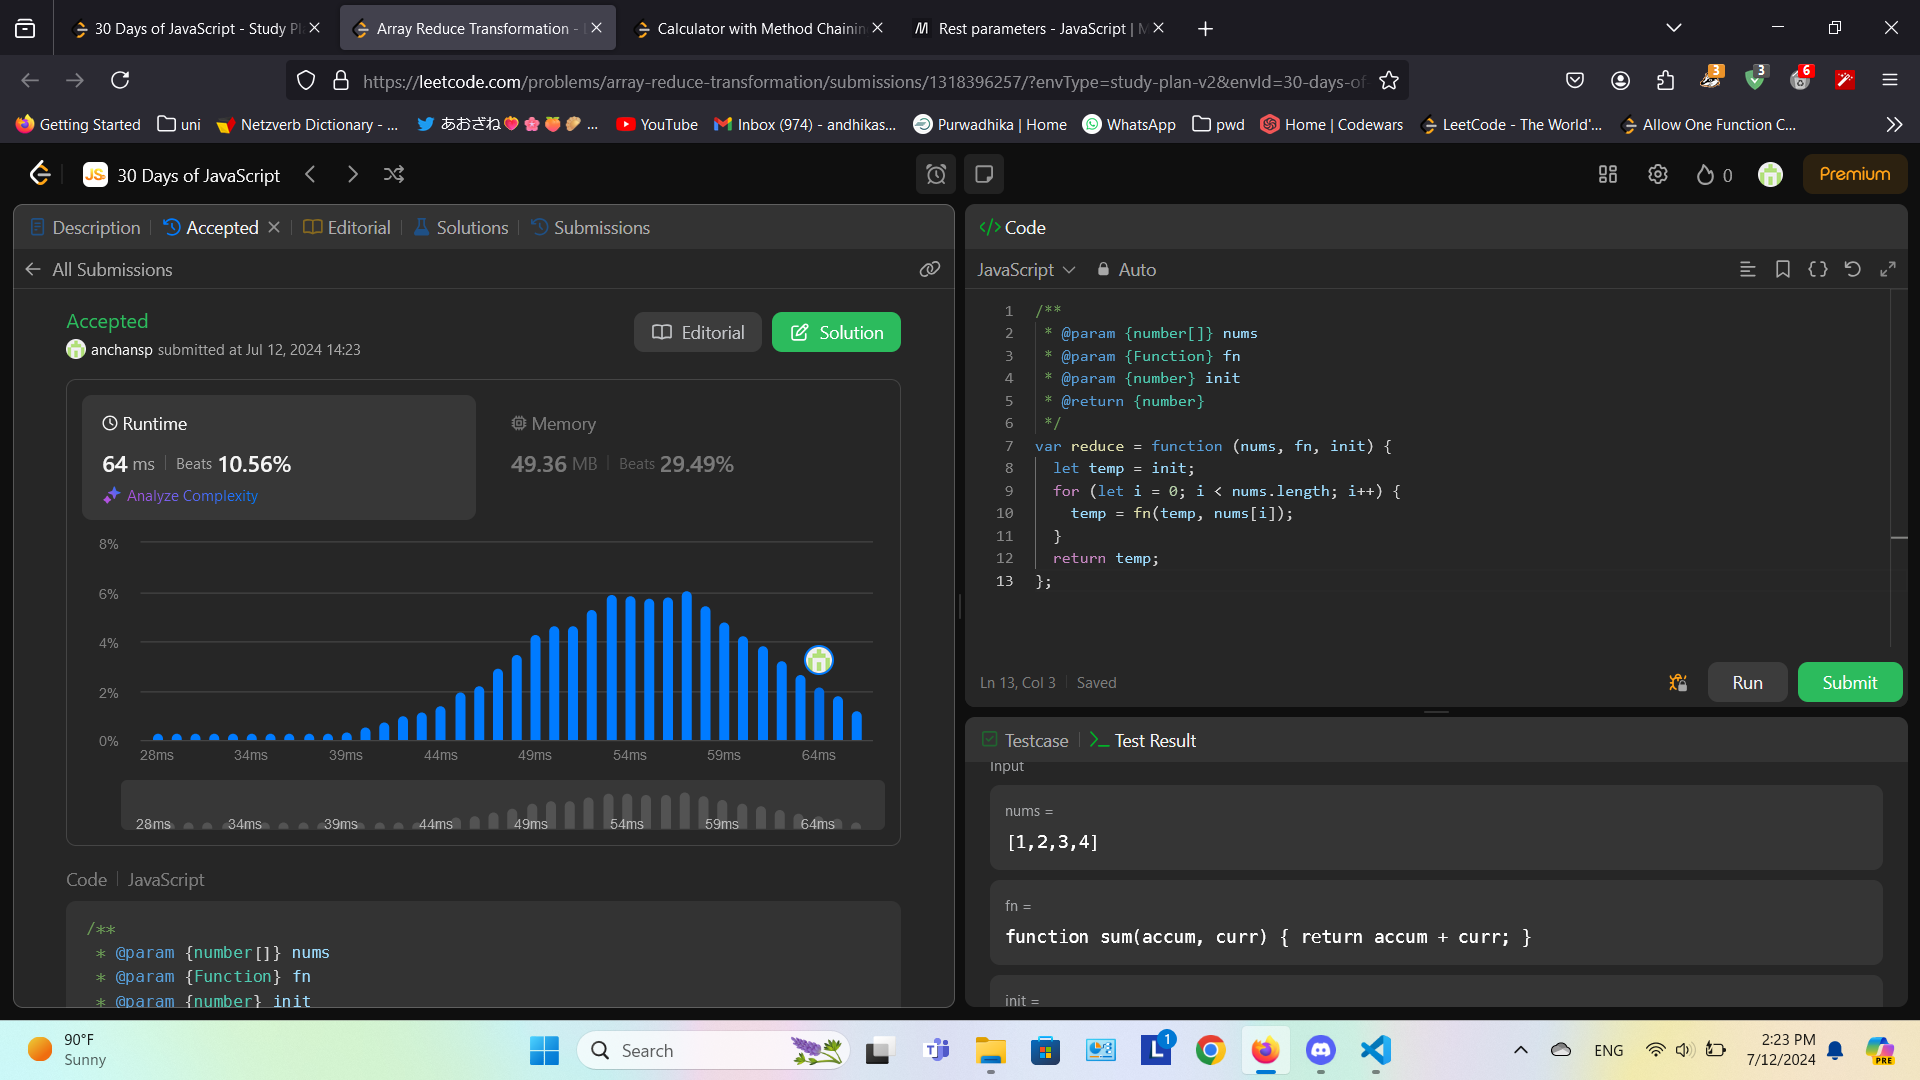 30 Days of JavaScript - Study Pl
Array Reduce Transformation -
Calculator with Method Chainin
Rest parameters - JavaScript | M
https://leetcode.com/problems/array-reduce-transformation/submissions/1318396257/?envType=study-plan-v2&envId=30-days-of
3
3
6
Getting Started
uni
Netzverb Dictionary - ...
あおざね
...
YouTube
Inbox (974) - andhikas...
Purwadhika | Home
WhatsApp
pwd
Home | Codewars
LeetCode - The World'...
Allow One Function C...
JS
30 Days of JavaScript
0
Premium
Description
Accepted
Editorial
Solutions
Submissions
All Submissions
Accepted
anchansp submitted at Jul 12, 2024 14:23
Editorial
Solution
Runtime
64 ms | Beats 10.56%
Analyze Complexity
Memory
49.36 MB | Beats 29.49%
8%
6%
4%
2%
0%
28ms 34ms 39ms 44ms 49ms 54ms 59ms 64ms
28ms 34ms 39ms 44ms 49ms 54ms 59ms 64ms
Code | JavaScript
/**
* @param {number[]} nums
* @param {Function} fn
* @param {number} init
Code
JavaScript
Auto
1 /**
2 * @param {number[]} nums
3 * @param {Function} fn
4 * @param {number} init
5 * @return {number}
6 */
7 var reduce = function (nums, fn, init) {
8 let temp = init;
9 for (let i = 0; i < nums.length; i++) {
10 temp = fn(temp, nums[i]);
11 }
12 return temp;
13 };
Ln 13, Col 3 | Saved
Run
Submit
Testcase
Test Result
Input
nums =
[1,2,3,4]
fn =
function sum(accum, curr) { return accum + curr; }
init =
90°F
Sunny
Search
L
1
ENG
2:23 PM
7/12/2024
PRE